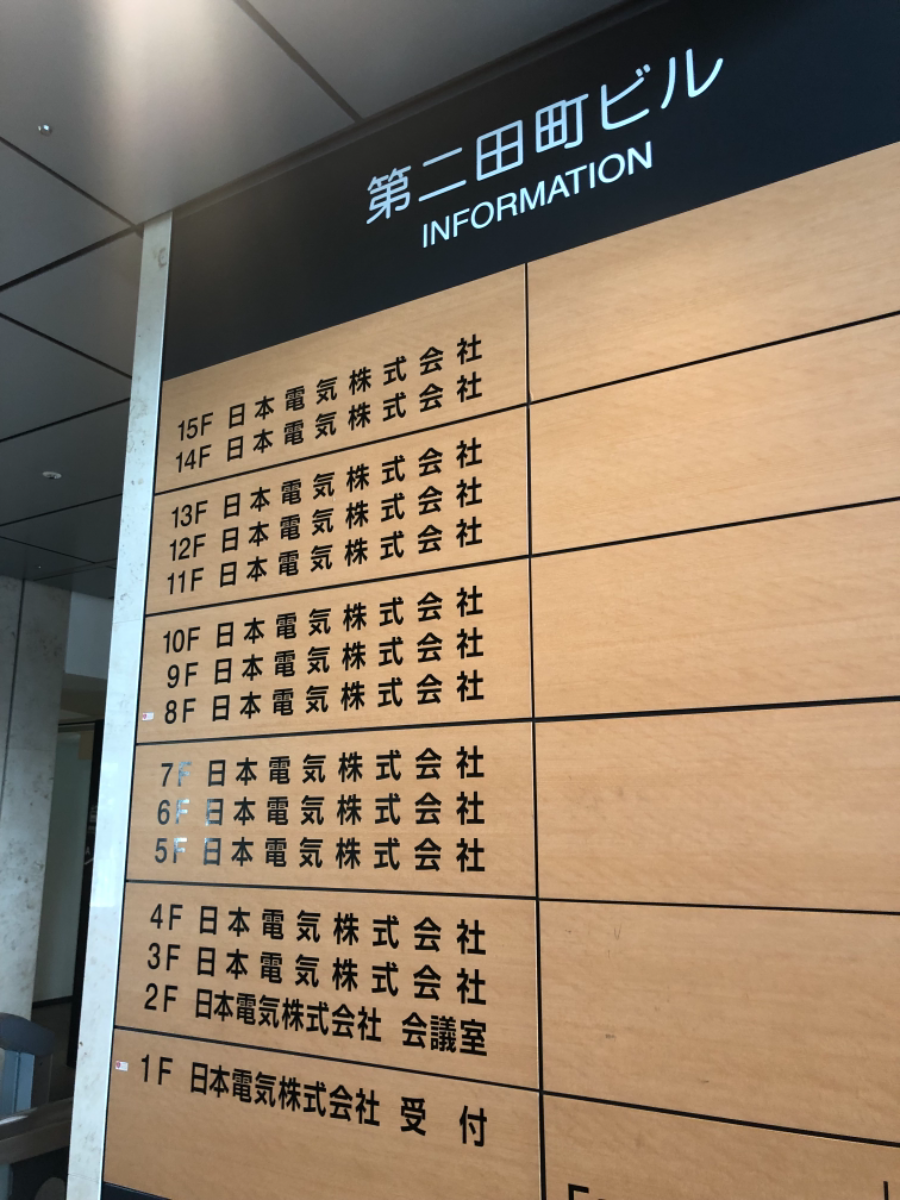 第二田町ビル
INFORMATION
15F 日本電気株式会社
14F 日本電気株式会社
13F 日本電気株式会社
12F 日本電気株式会社
11F 日本電気株式会社
10F 日本電気株式会社
9F 日本電気株式会社
8F 日本電気株式会社
7F 日本電気株式会社
6F 日本電気株式会社
5F 日本電気株式会社
4F 日本電気株式会社
3F 日本電気株式会社
2F 日本電気株式会社 会議室
1F 日本電気株式会社 受付